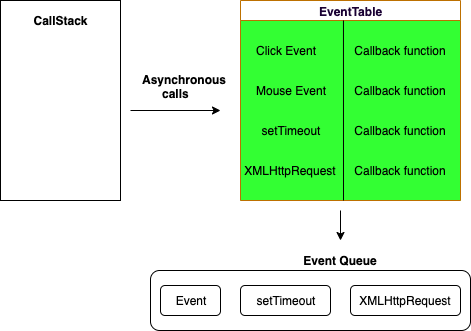 CallStack
EventTable
Asynchronous
calls
Click Event Callback function
Mouse Event Callback function
setTimeout Callback function
XMLHttpRequest Callback function
Event Queue
Event setTimeout XMLHttpRequest